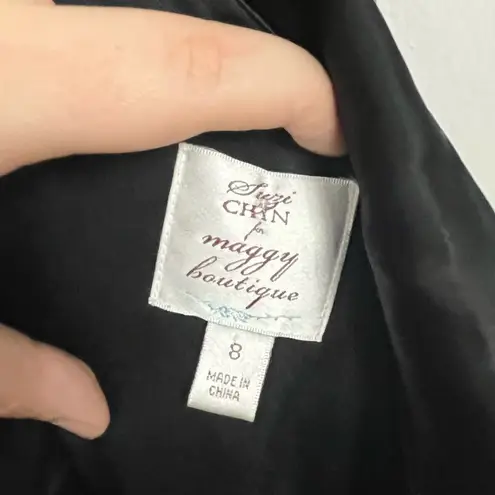 Suzi
CHIN
for
maggy
boutique
8
MADE IN
CHINA